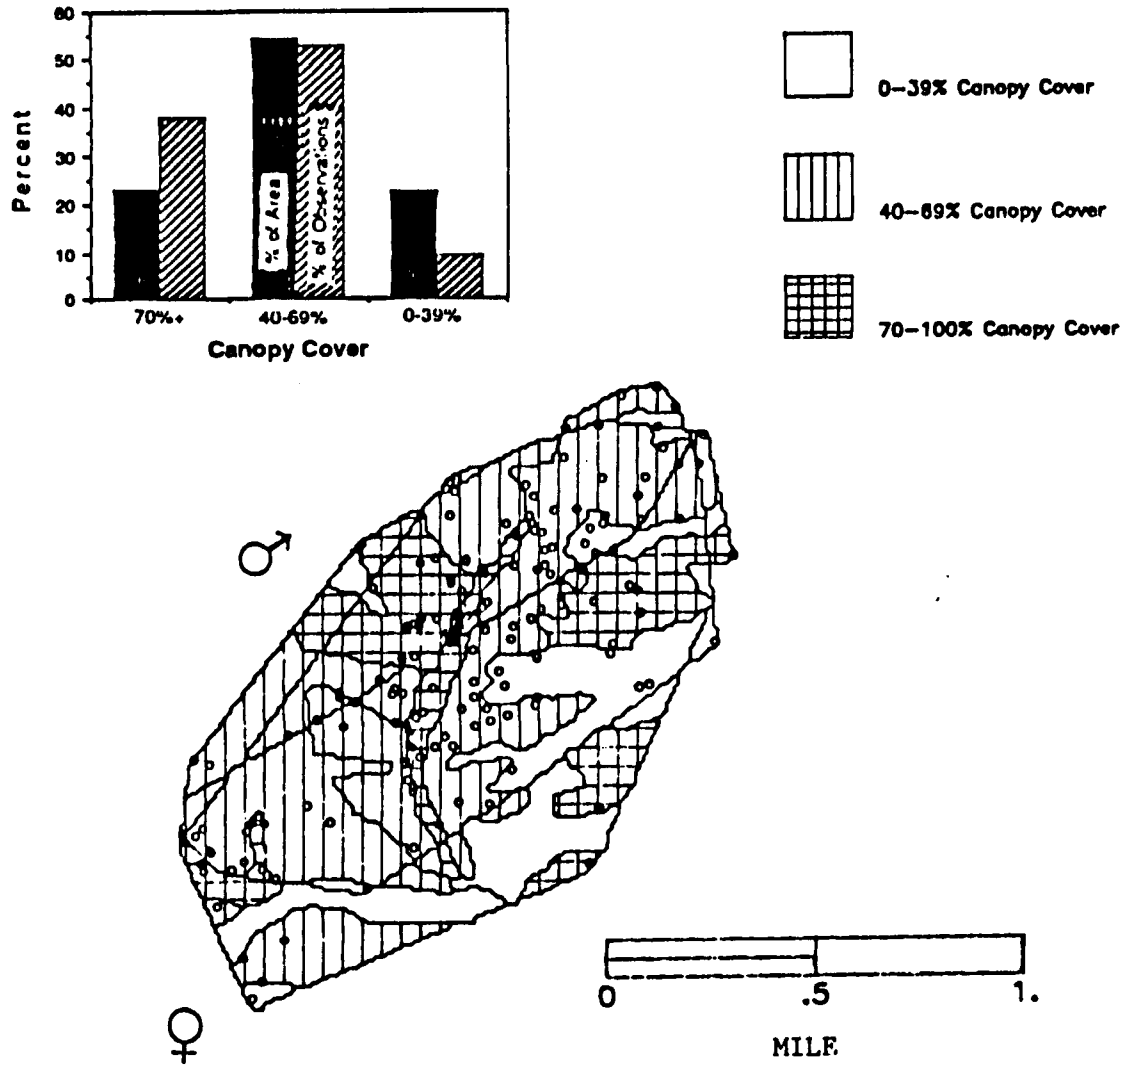 60
50
40
30
20
10
0
Percent
% of Area
% of Observations
70%+
40-69%
0-39%
Canopy Cover
0-39% Canopy Cover
40-69% Canopy Cover
70-100% Canopy Cover
♂
♀
0
.5
1.
MILE